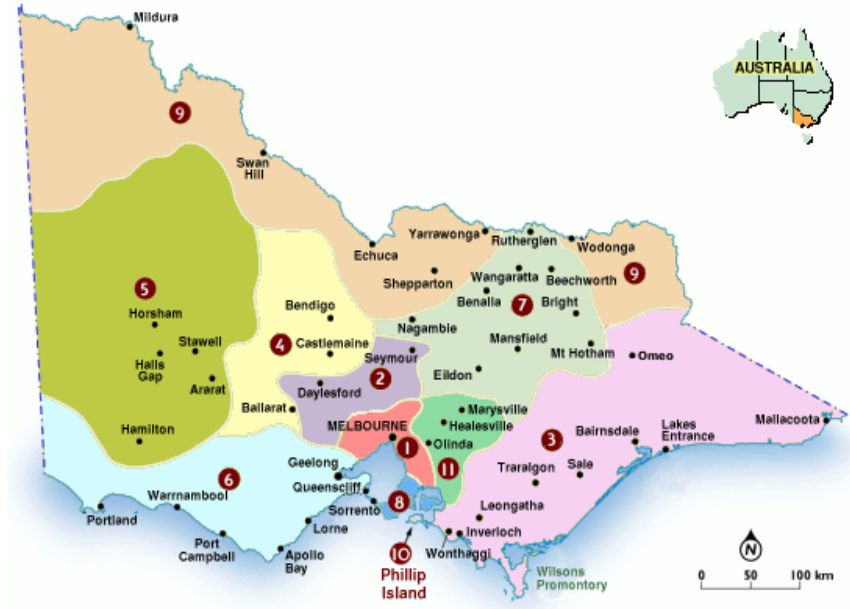 Mildura
AUSTRALIA
9
Swan
Hill
Yarrawonga
Rutherglen
Wodonga
Echuca
Shepparton
Wangaratta
Beechworth
9
5
Benalla
7
Bright
Horsham
Bendigo
Nagambie
Stawell
4
Castlemaine
Mansfield
Halls
Gap
Seymour
Mt Hotham
Omeo
2
Eildon
Ararat
Daylesford
Ballarat
Marysville
Mallacoota
Hamilton
MELBOURNE
Healesville
Bairnsdale
Lakes
Entrance
1
Olinda
3
Geelong
11
Traralgon
Sale
6
Queenscliff
Warrnambool
8
Sorrento
Leongatha
Portland
Lorne
Inverloch
Port
Campbell
Apollo
Bay
10
Wonthaggi
Phillip
Island
Wilsons
Promontory
N
0 50 100 km